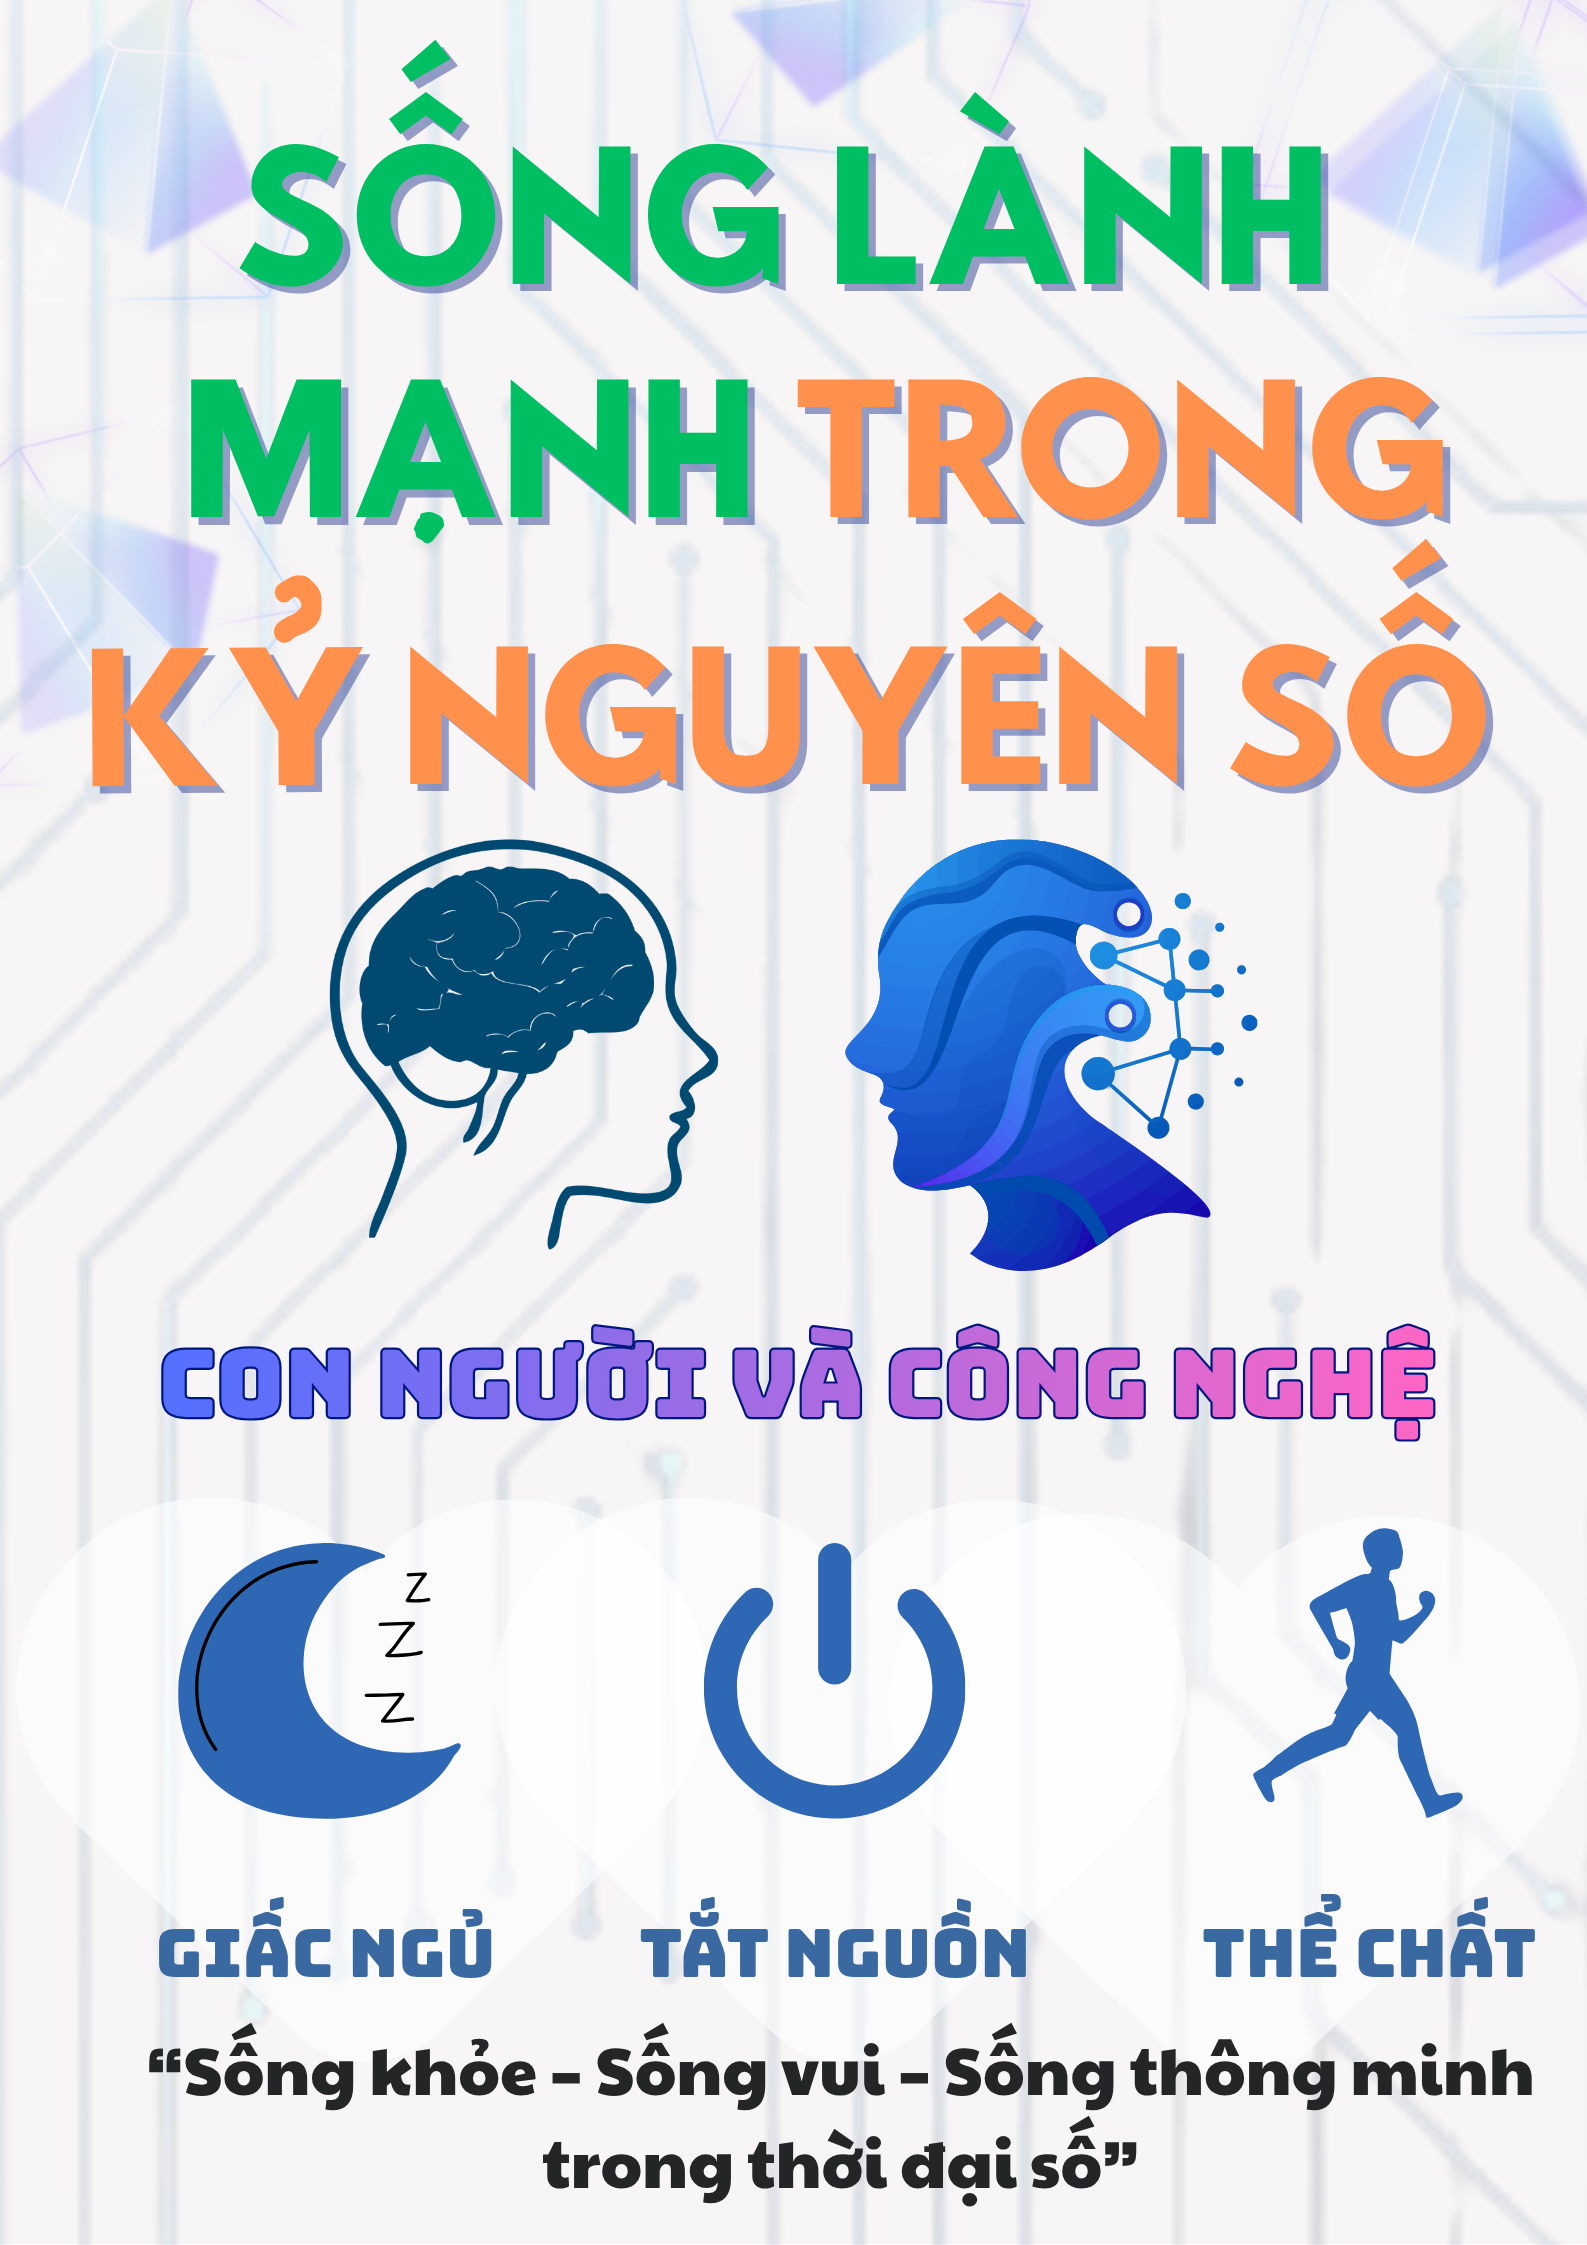 SỐNG LÀNH
MẠNH TRONG
KỶ NGUYÊN SỐ
CON NGƯỜI VÀ CÔNG NGHỆ
Z
Z
Z
GIẤC NGỦ TẮT NGUỒN THỂ CHẤT
“Sống khỏe – Sống vui – Sống thông minh
trong thời đại số”